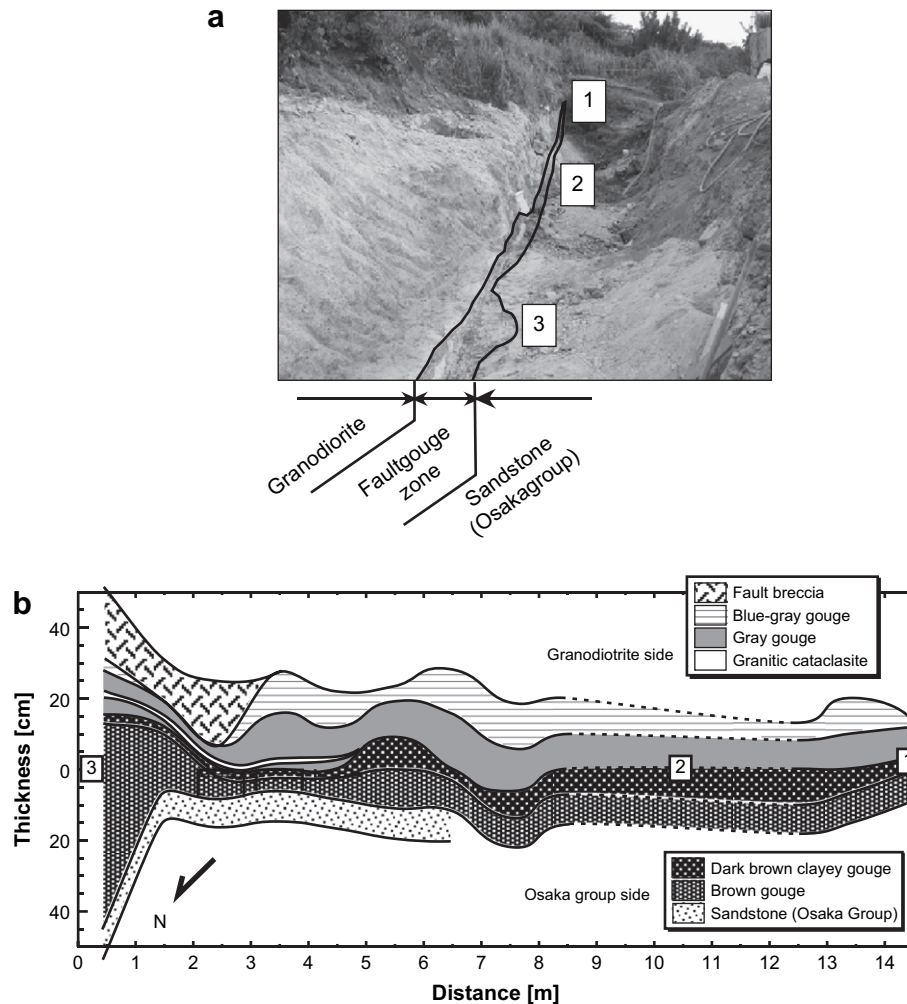 a
1
2
3
Granodiorite
Faultgouge
zone
Sandstone
(Osakagroup)
b
Fault breccia
Blue-gray gouge
Gray gouge
Granitic cataclasite
Granodiotrite side
40
20
0
20
40
Thickness [cm]
3
2
1
Dark brown clayey gouge
Brown gouge
Sandstone (Osaka Group)
Osaka group side
N
0 1 2 3 4 5 6 7 8 9 10 11 12 13 14
Distance [m]